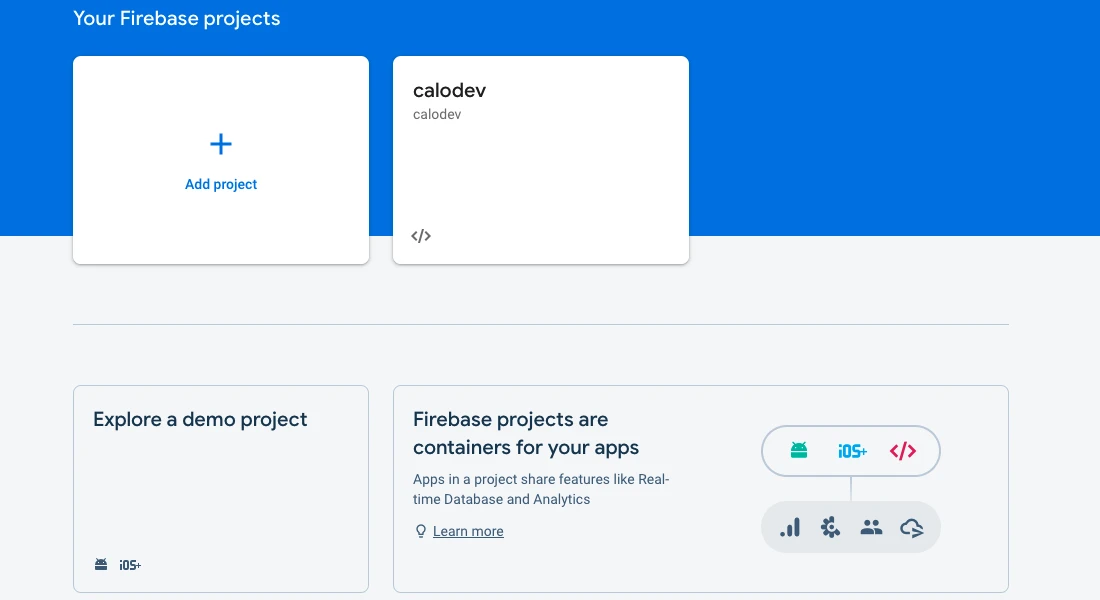 Your Firebase projects
Add project
calodev
calodev
</>
Explore a demo project
iOS+
Firebase projects are
containers for your apps
Apps in a project share features like Real-
time Database and Analytics
Learn more
iOS+ </>